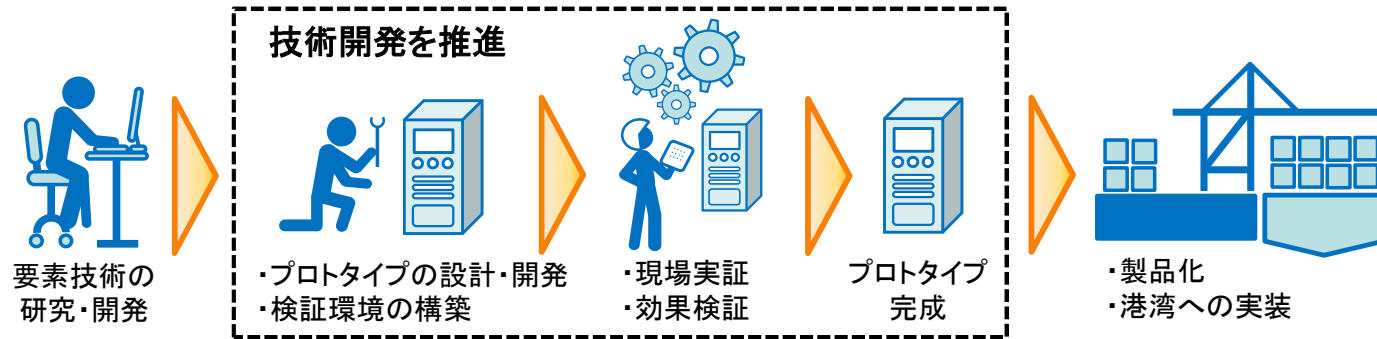 技術開発を推進
要素技術の
研究・開発
・プロトタイプの設計・開発
・検証環境の構築
・現場実証
・効果検証
プロトタイプ
完成
・製品化
・港湾への実装